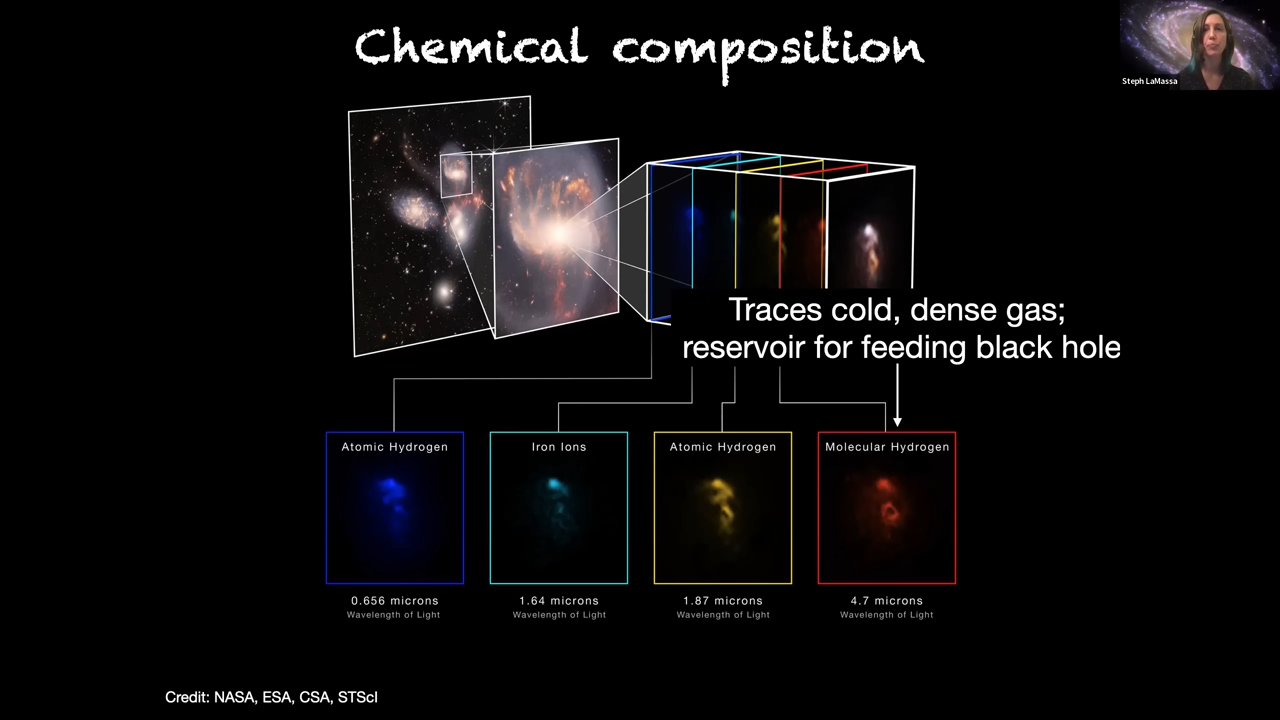 Chemical composition
Steph LaMassa
Traces cold, dense gas;
reservoir for feeding black hole
Atomic Hydrogen
Iron Ions
Atomic Hydrogen
Molecular Hydrogen
0.656 microns
Wavelength of Light
1.64 microns
Wavelength of Light
1.87 microns
Wavelength of Light
4.7 microns
Wavelength of Light
Credit: NASA, ESA, CSA, STScI